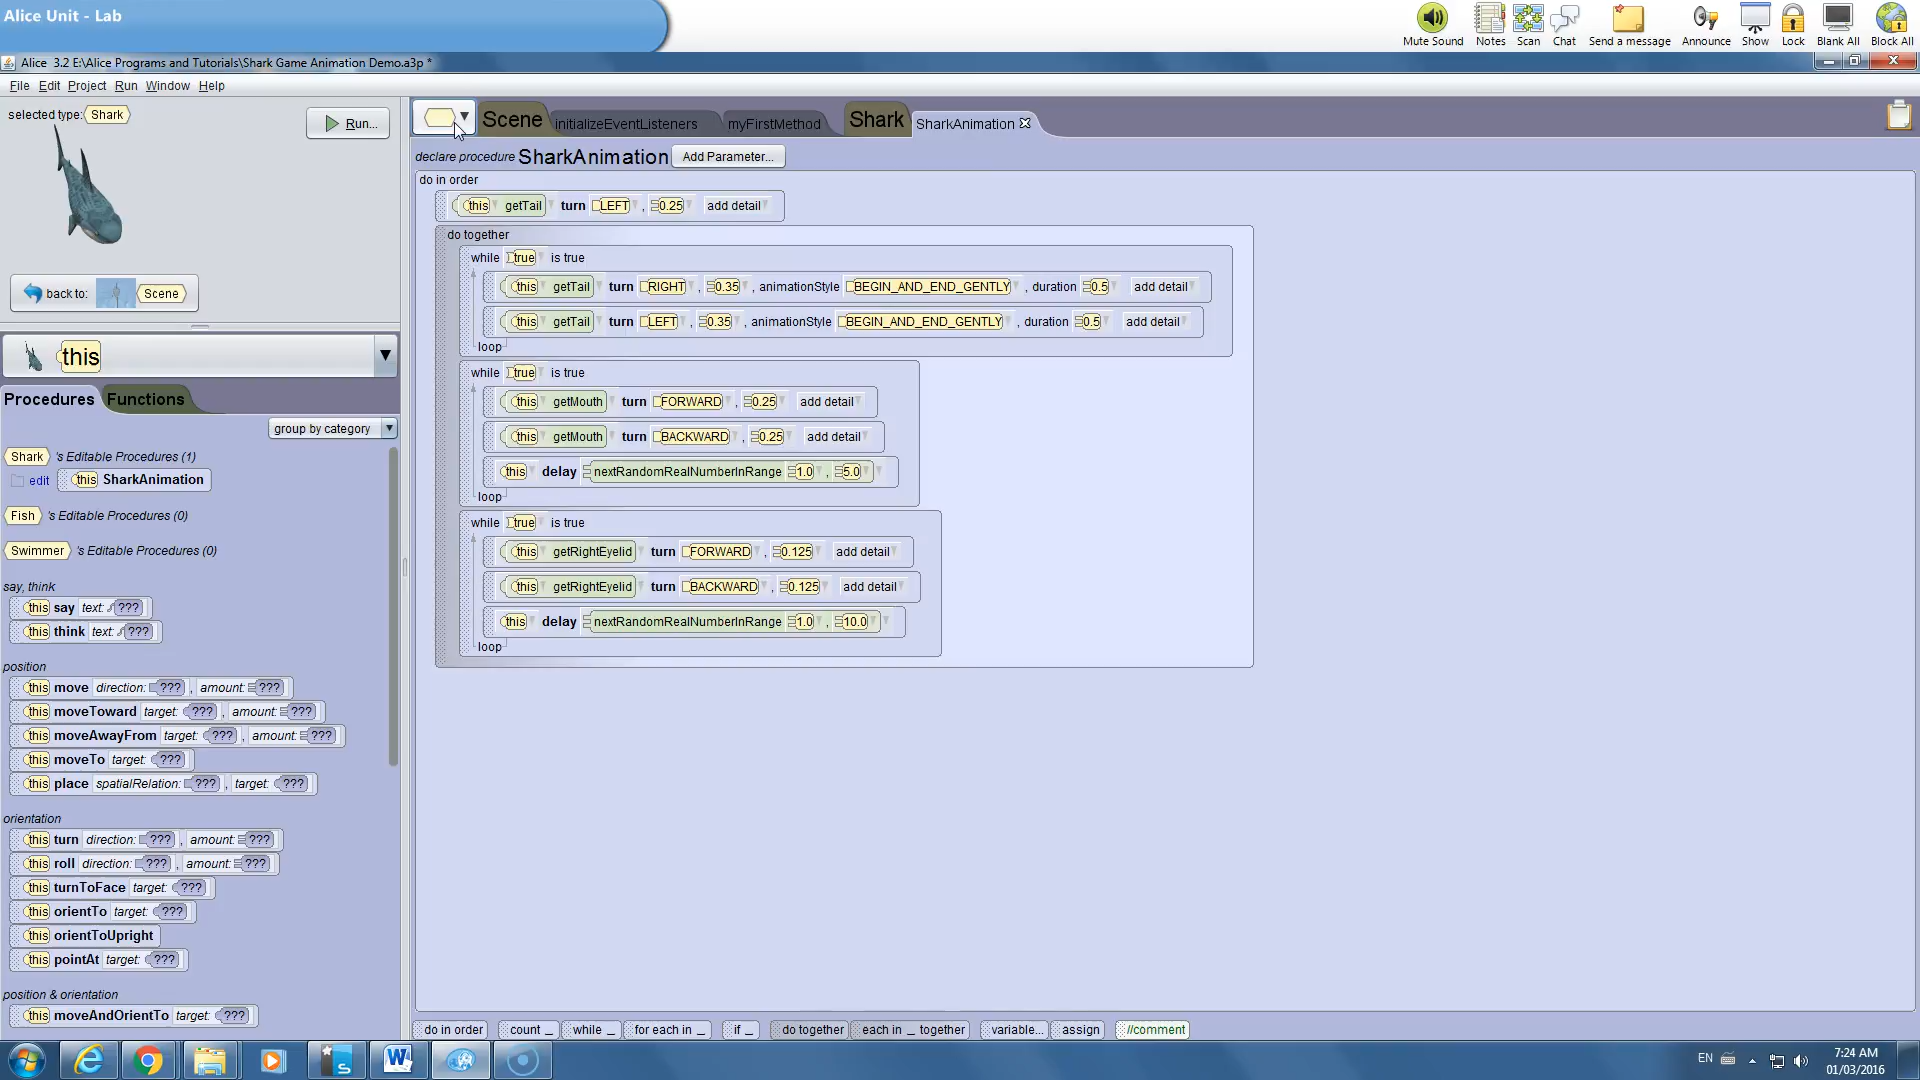 Alice Unit - Lab
Mute Sound
Notes
Scan
Chat
Send a message
Announce
Show
Lock
Blank All
Block All
Alice 3.2 E:\Alice Programs and Tutorials\Shark Game Animation Demo.a3p *
File Edit Project Run Window Help
selected type: Shark
Run...
back to: Scene
this
Procedures Functions
group by category
Shark 's Editable Procedures (1)
edit this SharkAnimation
Fish 's Editable Procedures (0)
Swimmer 's Editable Procedures (0)
say, think
this say text: ???
this think text: ???
position
this move direction: ??? , amount: ???
this moveToward target: ??? , amount: ???
this moveAwayFrom target: ??? , amount: ???
this moveTo target: ???
this place spatialRelation: ??? , target: ???
orientation
this turn direction: ??? , amount: ???
this roll direction: ??? , amount: ???
this turnToFace target: ???
this orientTo target: ???
this orientToUpright
this pointAt target: ???
position & orientation
this moveAndOrientTo target: ???
Scene initializeEventListeners myFirstMethod Shark SharkAnimation
declare procedure SharkAnimation Add Parameter...
do in order
this getTail turn LEFT , 0.25 add detail
do together
while true is true
this getTail turn RIGHT , 0.35 , animationStyle BEGIN_AND_END_GENTLY , duration 0.5 add detail
this getTail turn LEFT , 0.35 , animationStyle BEGIN_AND_END_GENTLY , duration 0.5 add detail
loop
while true is true
this getMouth turn FORWARD , 0.25 add detail
this getMouth turn BACKWARD , 0.25 add detail
this delay nextRandomRealNumberInRange 1.0 , 5.0
loop
while true is true
this getRightEyelid turn FORWARD , 0.125 add detail
this getRightEyelid turn BACKWARD , 0.125 add detail
this delay nextRandomRealNumberInRange 1.0 , 10.0
loop
do in order count _ while _ for each in _ if _ do together each in _ together variable... assign //comment
EN
7:24 AM
01/03/2016